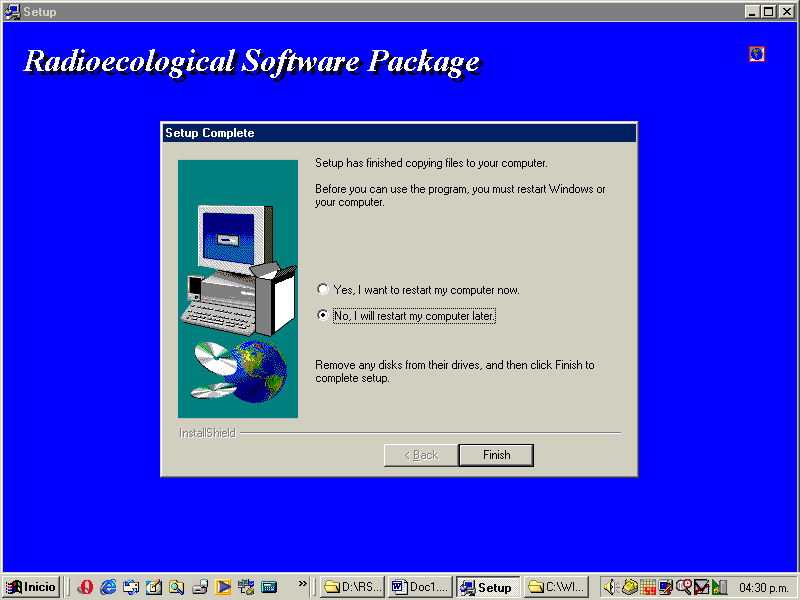 Setup
Radioecological Software Package
Setup Complete
Setup has finished copying files to your computer.
Before you can use the program, you must restart Windows or
your computer.
Yes, I want to restart my computer now.
No, I will restart my computer later.
Remove any disks from their drives, and then click Finish to
complete setup.
InstallShield
< Back
Finish
Inicio
»
D:\RS...
Doc1....
Setup
C:\WI...
04:30 p.m.